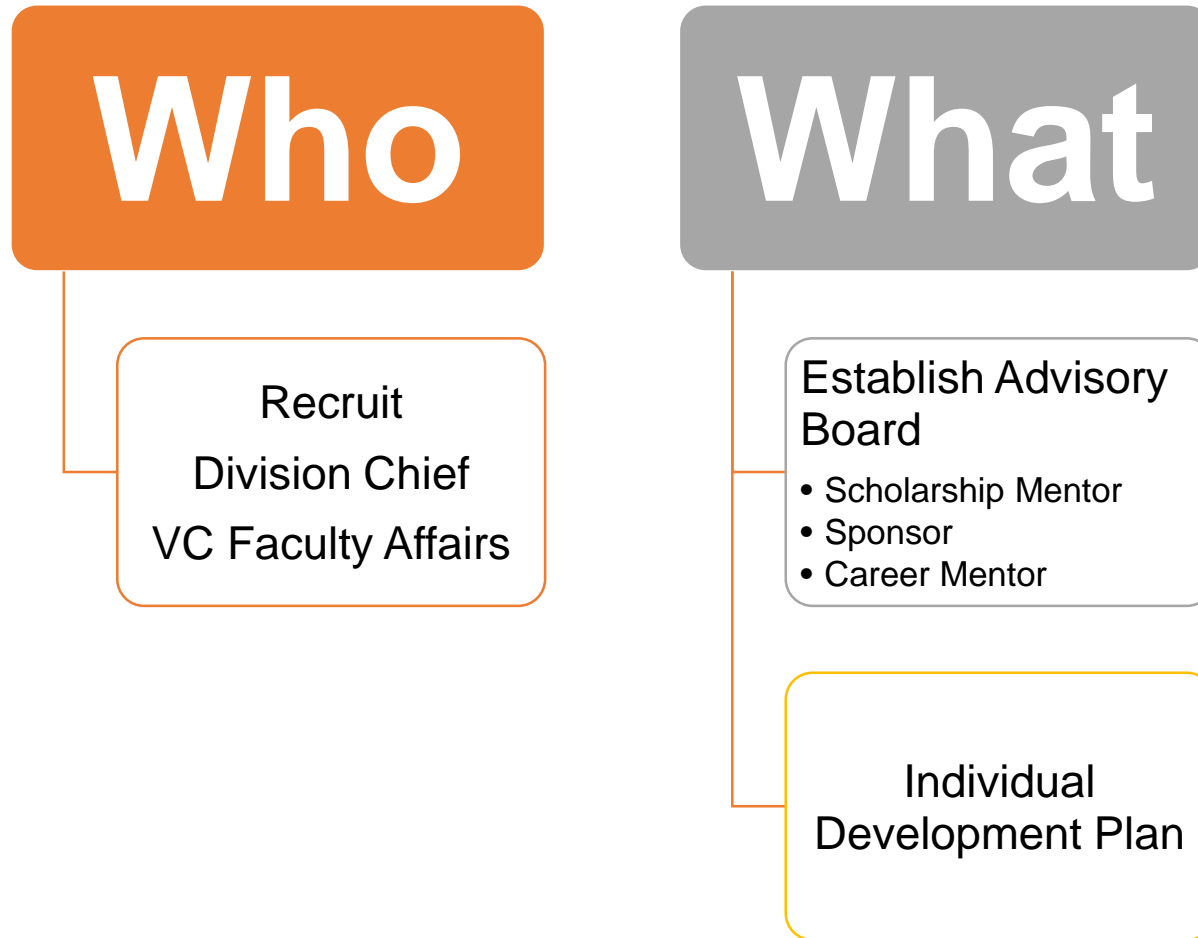 Who
Recruit
Division Chief
VC Faculty Affairs
What
Establish Advisory
Board
• Scholarship Mentor
• Sponsor
• Career Mentor
Individual
Development Plan